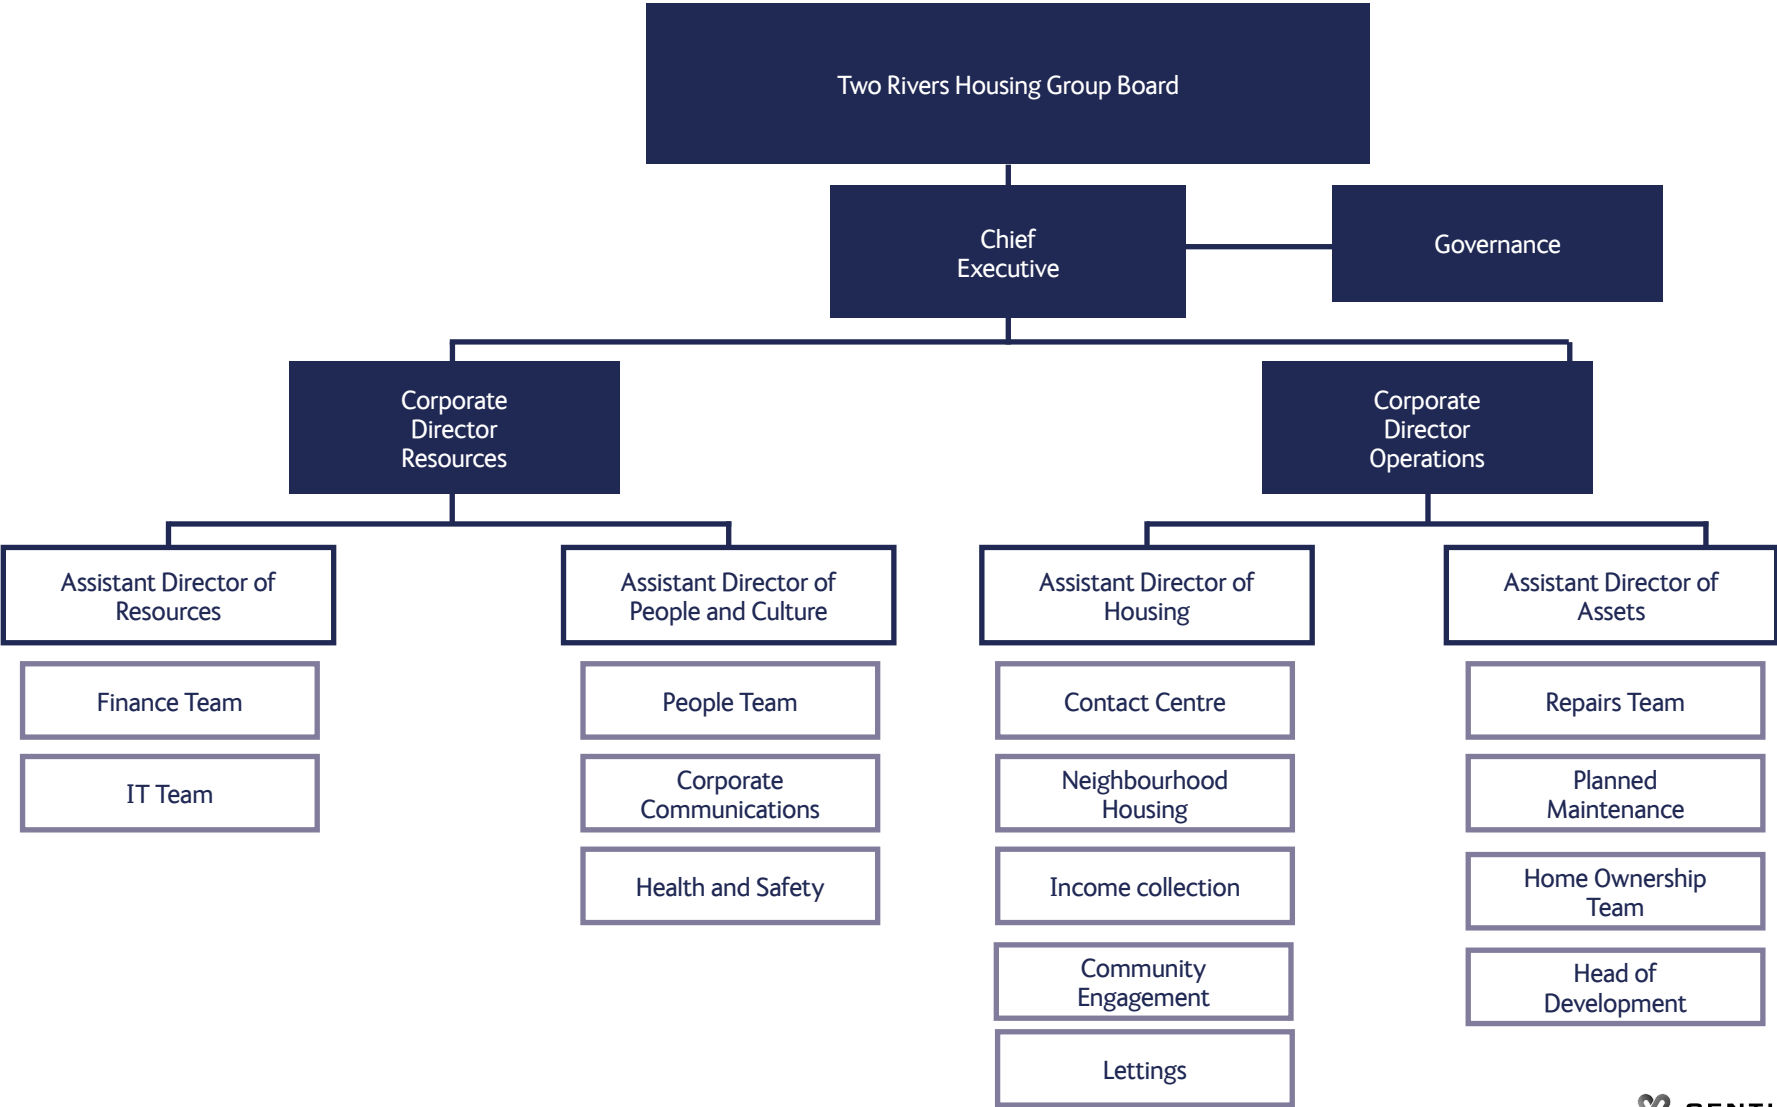 Two Rivers Housing Group Board
Chief
Executive
Governance
Corporate
Director
Resources
Corporate
Director
Operations
Assistant Director of
Resources
Assistant Director of
People and Culture
Assistant Director of
Housing
Assistant Director of
Assets
Finance Team
People Team
Contact Centre
Repairs Team
IT Team
Corporate
Communications
Neighbourhood
Housing
Planned
Maintenance
Health and Safety
Income collection
Home Ownership
Team
Community
Engagement
Head of
Development
Lettings